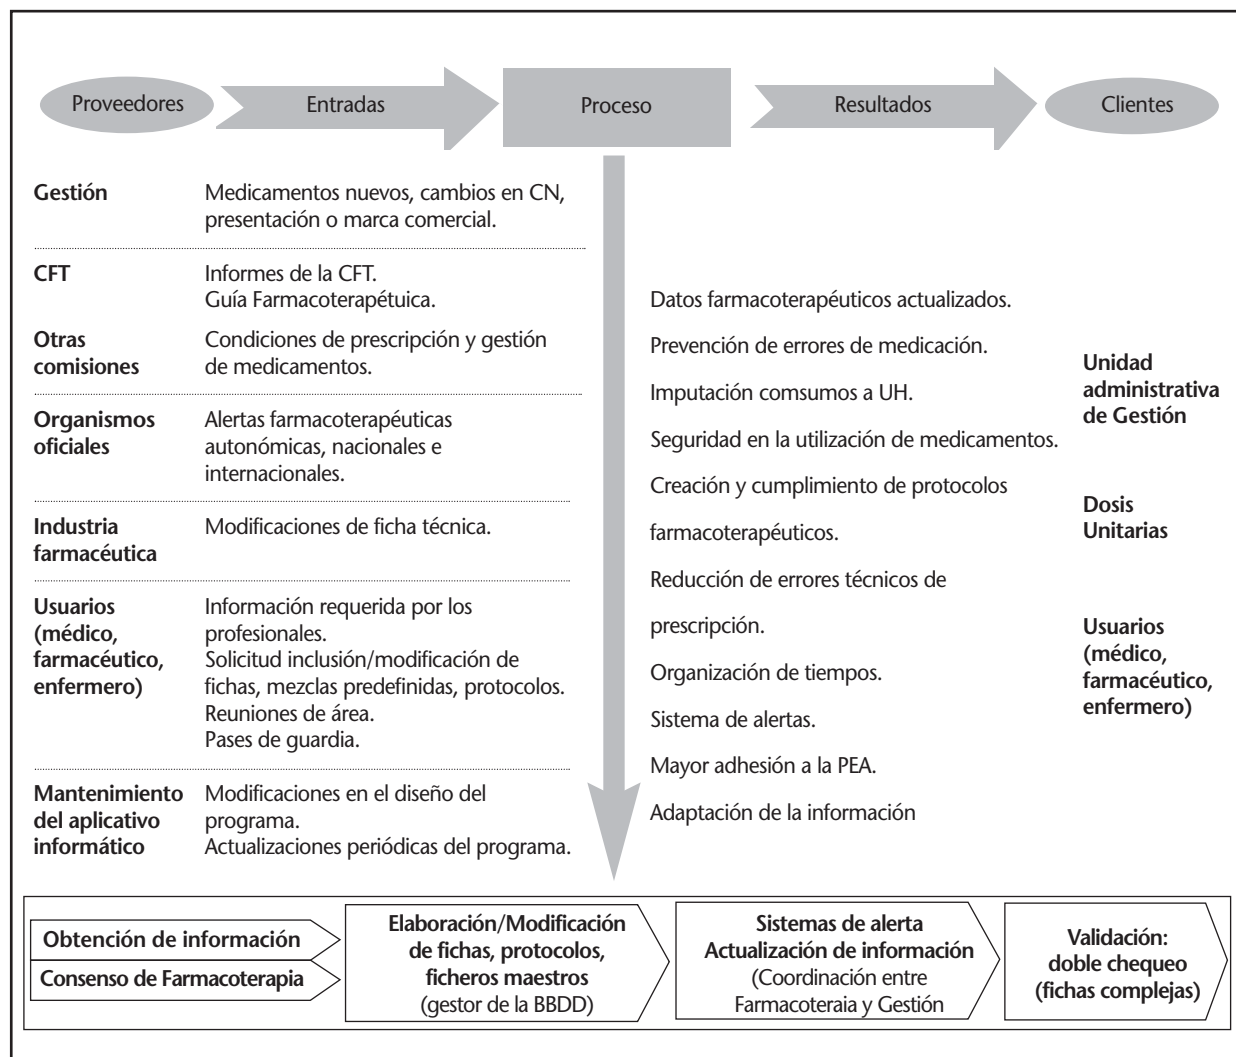 Proveedores
Entradas
Proceso
Resultados
Clientes
Gestión
Medicamentos nuevos, cambios en CN,
presentación o marca comercial.
CFT
Informes de la CFT.
Guía Farmacoterapétuica.
Otras
comisiones
Condiciones de prescripción y gestión
de medicamentos.
Organismos
oficiales
Alertas farmacoterapéuticas
autonómicas, nacionales e
internacionales.
Industria
farmacéutica
Modificaciones de ficha técnica.
Usuarios
(médico,
farmacéutico,
enfermero)
Información requerida por los
profesionales.
Solicitud inclusión/modificación de
fichas, mezclas predefinidas, protocolos.
Reuniones de área.
Pases de guardia.
Mantenimiento
del aplicativo
informático
Modificaciones en el diseño del
programa.
Actualizaciones periódicas del programa.
Datos farmacoterapéuticos actualizados.
Prevención de errores de medicación.
Imputación comsumos a UH.
Seguridad en la utilización de medicamentos.
Creación y cumplimiento de protocolos
farmacoterapéuticos.
Reducción de errores técnicos de
prescripción.
Organización de tiempos.
Sistema de alertas.
Mayor adhesión a la PEA.
Adaptación de la información
Unidad
administrativa
de Gestión
Dosis
Unitarias
Usuarios
(médico,
farmacéutico,
enfermero)
Obtención de información
Consenso de Farmacoterapia
Elaboración/Modificación
de fichas, protocolos,
ficheros maestros
(gestor de la BBDD)
Sistemas de alerta
Actualización de información
(Coordinación entre
Farmacoteraia y Gestión
Validación:
doble chequeo
(fichas complejas)